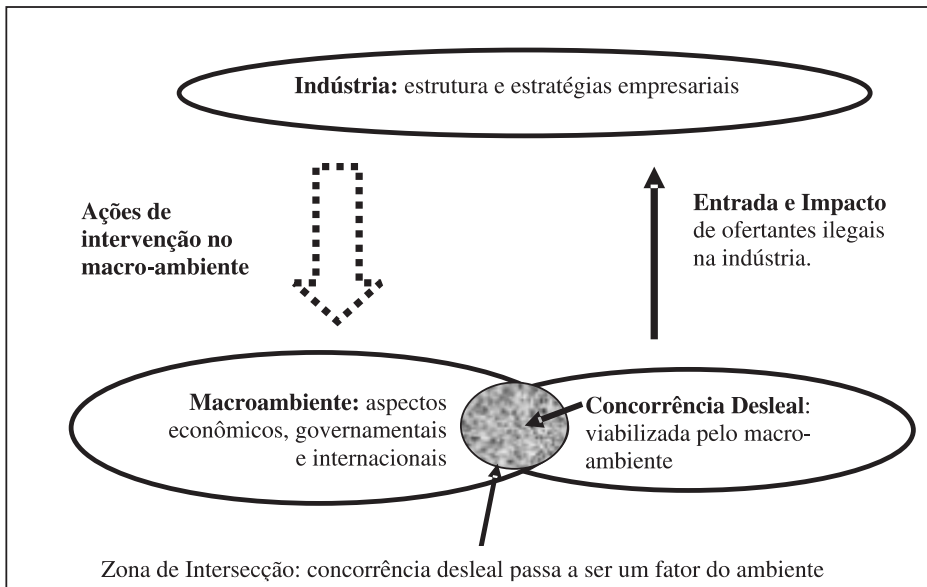 Indústria: estrutura e estratégias empresariais
Ações de
intervenção no
macro-ambiente
Entrada e Impacto
de ofertantes ilegais
na indústria.
Macroambiente: aspectos
econômicos, governamentais
e internacionais
Concorrência Desleal:
viabilizada pelo macro-
ambiente
Zona de Intersecção: concorrência desleal passa a ser um fator do ambiente